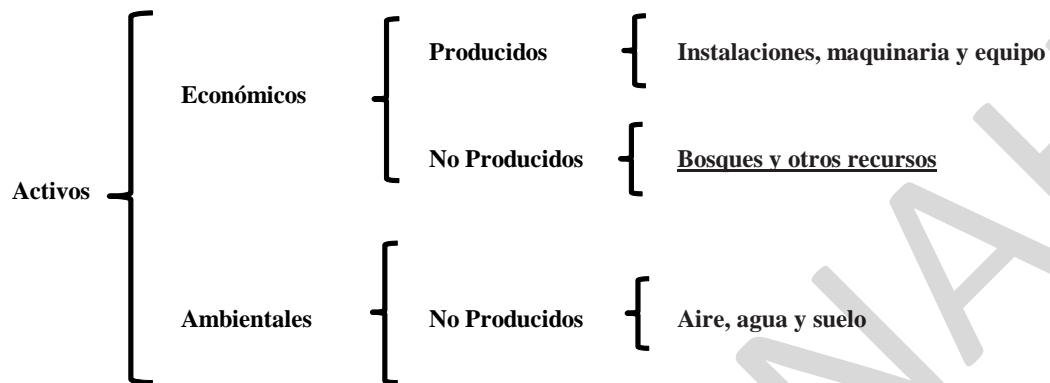 Producidos Instalaciones, maquinaria y equipo
Económicos
No Producidos Bosques y otros recursos
Activos
Ambientales No Producidos Aire, agua y suelo